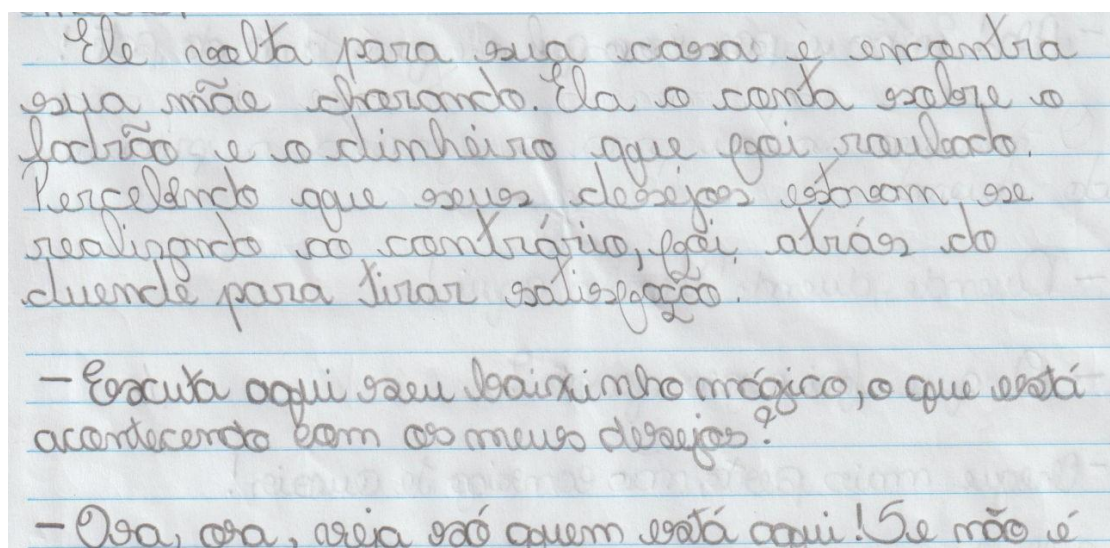 Ele volta para sua casa e encontra
sua mãe chorando. Ela o conta sobre o
ladrão e o dinheiro que foi roubado.
Percebendo que seus desejos estavam se
realizando ao contrário, foi atrás do
duende para tirar satisfação.
- Escuta aqui seu baixinho mágico, o que está
acontecendo com os meus desejos?
- Ora, ora, veja só quem está aqui! Se não é